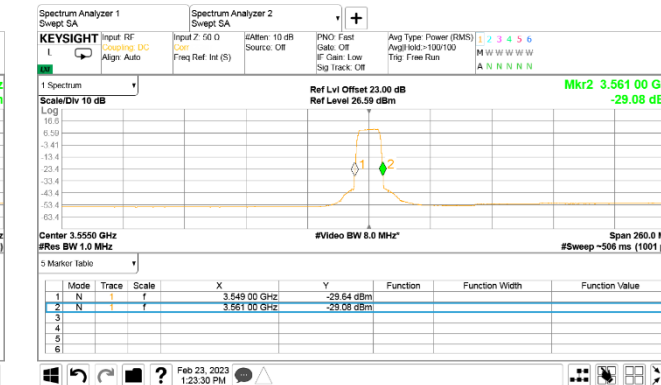 Spectrum Analyzer 1
Swept SA
Spectrum Analyzer 2
Swept SA
+
KEYSIGHT
L
Input: RF
Coupling: DC
Align: Auto
Input Z: 50 Ω
Corr
Freq Ref: Int (S)
#Atten: 10 dB
Source: Off
PNO: Fast
Gate: Off
IF Gain: Low
Sig Track: Off
Avg Type: Power (RMS)
Avg|Hold:>100/100
Trig: Free Run
1 2 3 4 5 6
M W W W W W
A N N N N N
1 Spectrum
Scale/Div 10 dB
Ref Lvl Offset 23.00 dB
Ref Level 26.59 dBm
Mkr2 3.561 00 G
-29.08 dB
Log
16.6
6.59
-3.41
-13.4
-23.4
-33.4
-43.4
-53.4
-63.4
1
2
Center 3.5550 GHz
#Video BW 8.0 MHz*
Span 260.0 M
#Res BW 1.0 MHz
#Sweep ~506 ms (1001
5 Marker Table
Mode Trace Scale X Y Function Function Width Function Value
1 N 1 f 3.549 00 GHz -29.64 dBm
2 N 1 f 3.561 00 GHz -29.08 dBm
3
4
5
6
?
Feb 23, 2023
1:23:30 PM